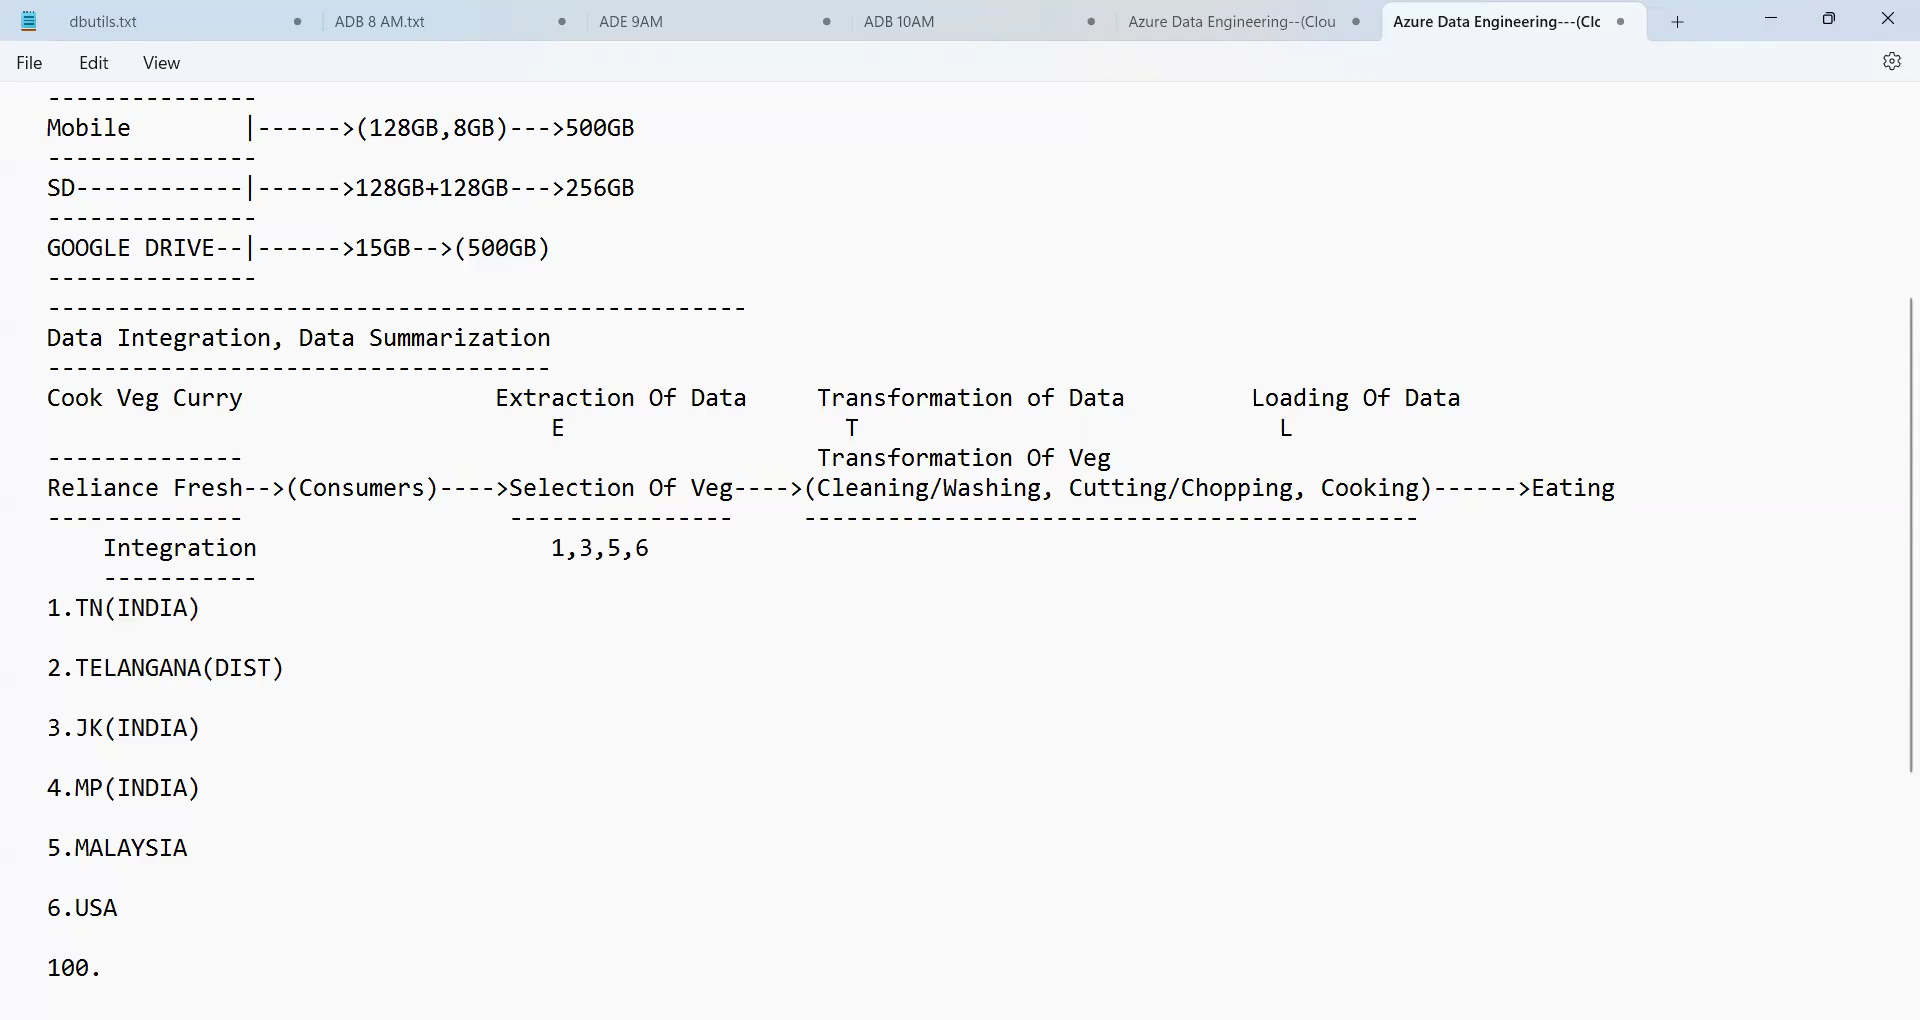 dbutils.txt ADB 8 AM.txt ADE 9AM ADB 10AM Azure Data Engineering--(Clou Azure Data Engineering---(Clc
File Edit View
---------------
Mobile |------>(128GB,8GB)--->500GB
---------------
SD------------|------>128GB+128GB--->256GB
---------------
GOOGLE DRIVE--|------>15GB-->(500GB)
---------------
--------------------------------------------------
Data Integration, Data Summarization
------------------------------------
Cook Veg Curry Extraction Of Data Transformation of Data Loading Of Data
E T L
-------------- Transformation Of Veg
Reliance Fresh-->(Consumers)---->Selection Of Veg---->(Cleaning/Washing, Cutting/Chopping, Cooking)------>Eating
-------------- ---------------- --------------------------------------------
Integration 1,3,5,6
-----------
1.TN(INDIA)
2.TELANGANA(DIST)
3.JK(INDIA)
4.MP(INDIA)
5.MALAYSIA
6.USA
100.